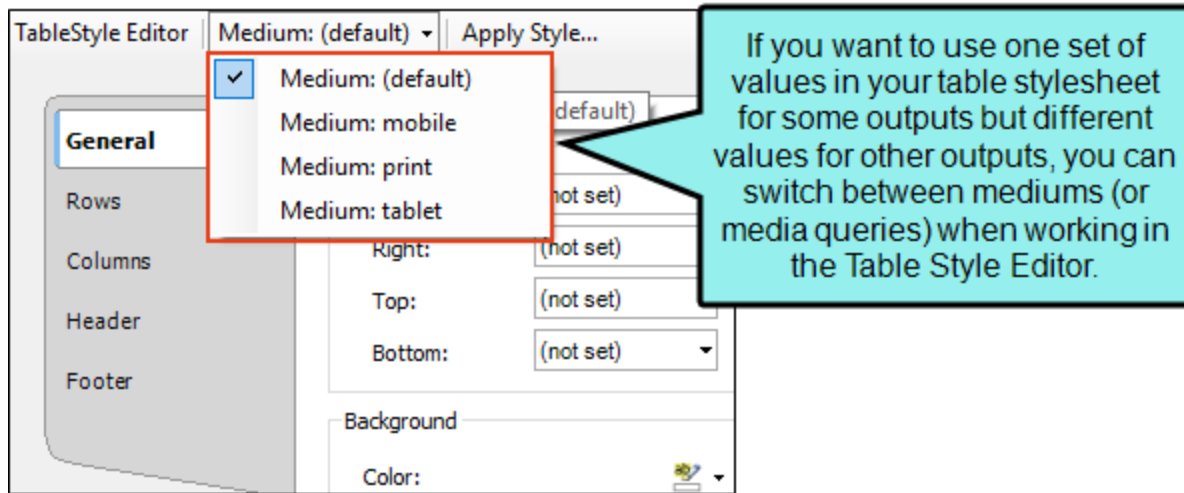 TableStyle Editor Medium: (default) Apply Style...
Medium: (default)
Medium: mobile
Medium: print
Medium: tablet
default)
General
Rows
Columns
Header
Footer
(not set)
Right: (not set)
Top: (not set)
Bottom: (not set)
Background
Color:
If you want to use one set of
values in your table stylesheet
for some outputs but different
values for other outputs, you can
switch between mediums (or
media queries) when working in
the Table Style Editor.